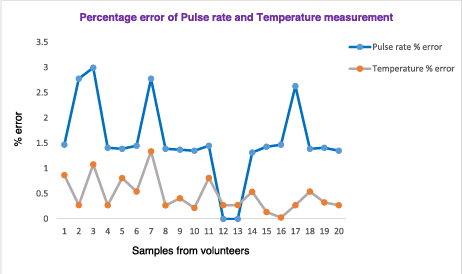 Percentage error of Pulse rate and Temperature measurement
3.5
3
2.5
2
1.5
1
0.5
0
% error
1 2 3 4 5 6 7 8 9 10 11 12 13 14 15 16 17 18 19 20
Samples from volunteers
Pulse rate % error
Temperature % error